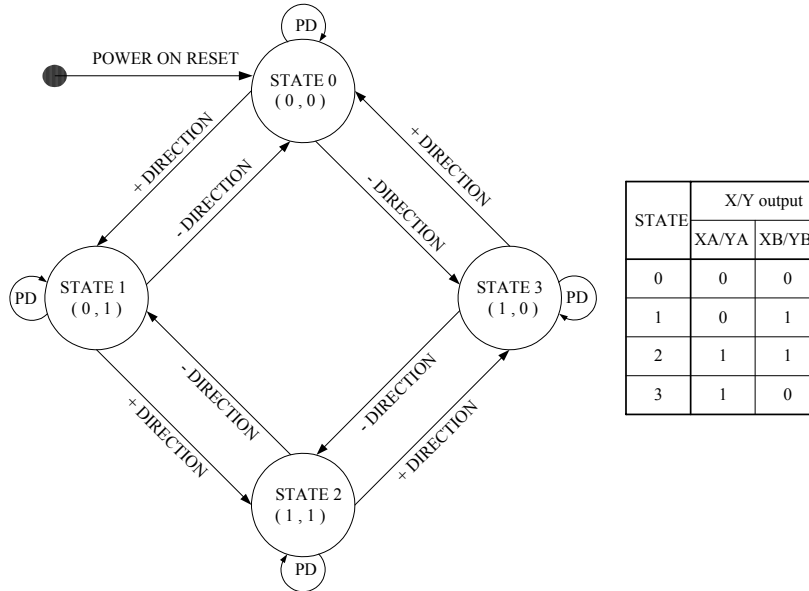 PD
POWER ON RESET
STATE 0
( 0 , 0 )
+ DIRECTION
- DIRECTION
- DIRECTION
+ DIRECTION
STATE 1
( 0 , 1 )
PD
STATE 3
( 1 , 0 )
PD
+ DIRECTION
- DIRECTION
- DIRECTION
+ DIRECTION
STATE 2
( 1 , 1 )
PD
STATE X/Y output
XA/YA XB/YB
0 0 0
1 0 1
2 1 1
3 1 0